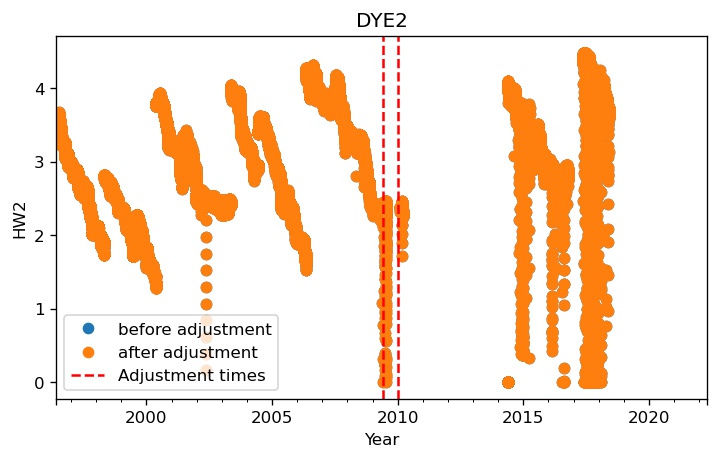 DYE2
HW2
4
3
2
1
0
before adjustment
after adjustment
Adjustment times
2000
2005
2010
2015
2020
Year